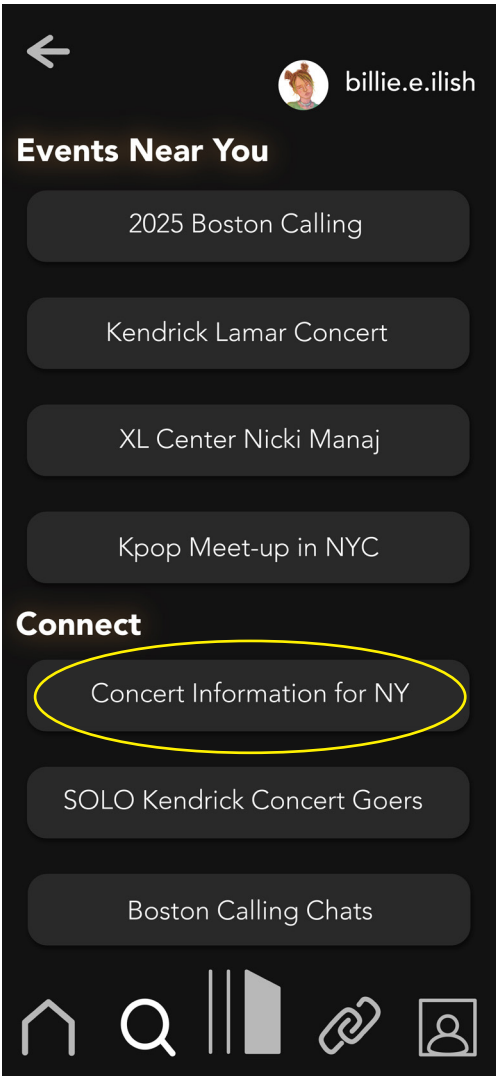 billie.e.ilish
Events Near You
2025 Boston Calling
Kendrick Lamar Concert
XL Center Nicki Manaj
Kpop Meet-up in NYC
Connect
Concert Information for NY
SOLO Kendrick Concert Goers
Boston Calling Chats